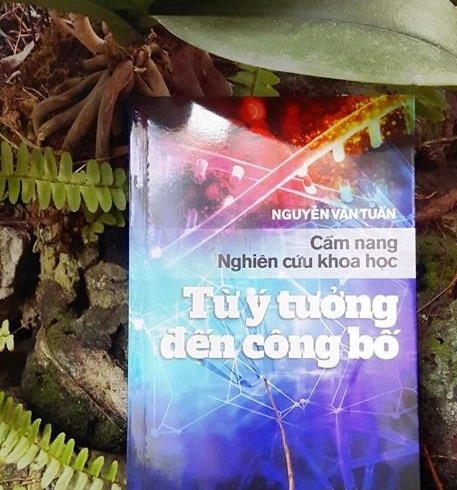 NGUYỄN VĂN TUẤN
Cẩm nang
Nghiên cứu khoa học
Từ ý tưởng
đến công bố